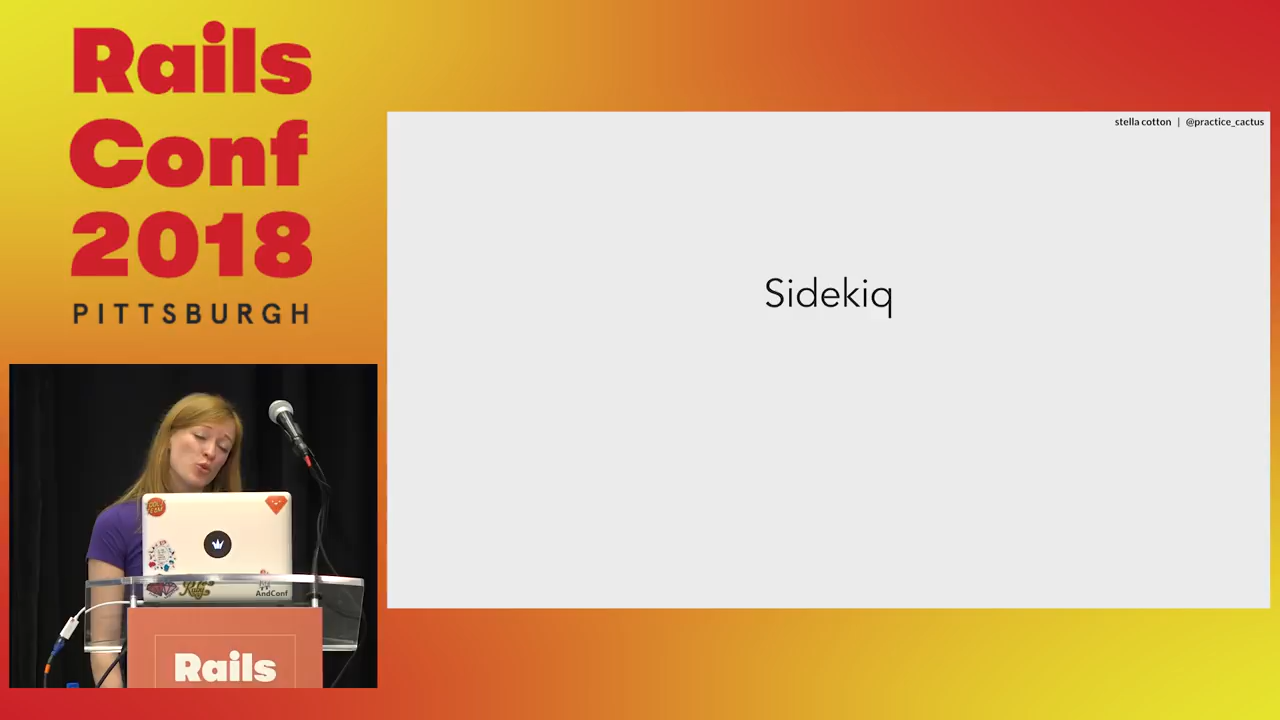 Rails
Conf
2018
PITTSBURGH
stella cotton | @practice_cactus
Sidekiq
AndConf
Rails